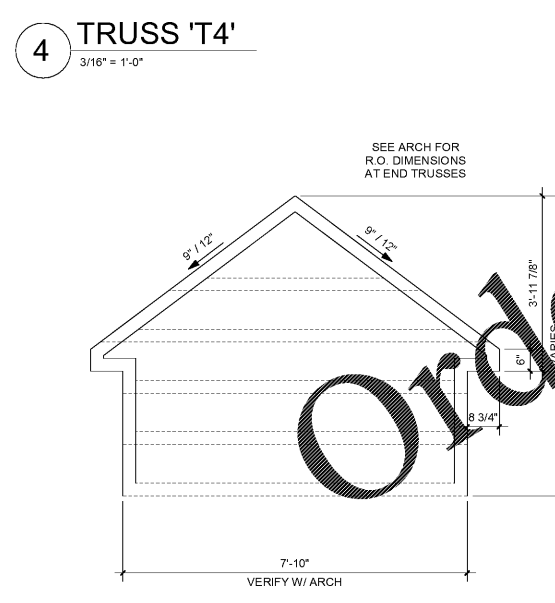 4
TRUSS 'T4'
3/16" = 1'-0"
SEE ARCH FOR
R.O. DIMENSIONS
AT END TRUSSES
9" / 12"
9" / 12"
3'-11 7/8"
6"
8 3/4"
Ord
7'-10"
VERIFY W/ ARCH